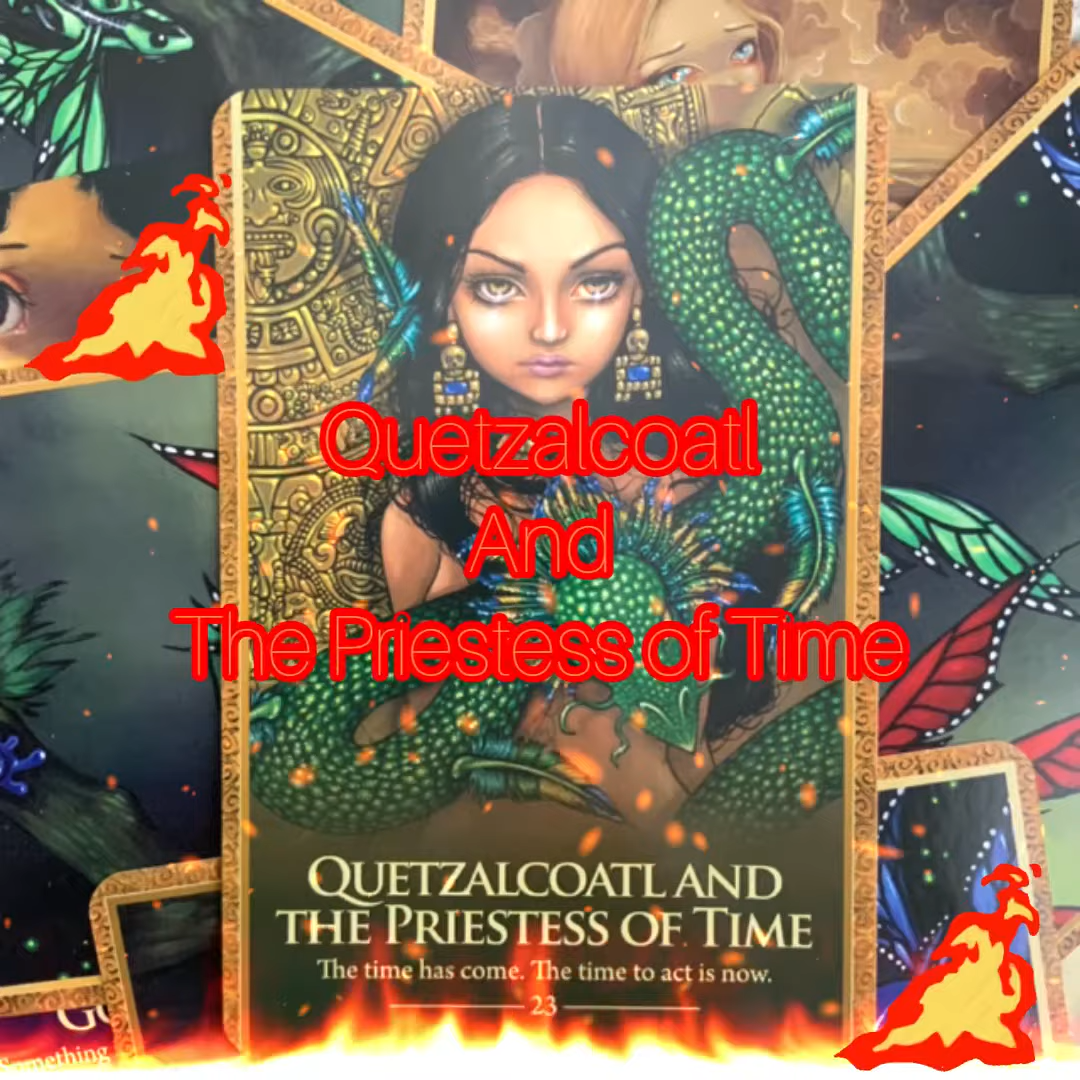 Quetzalcoatl
And
The Priestess of Time
QUETZALCOATL AND
THE PRIESTESS OF TIME
The time has come. The time to act is now.
23
Something